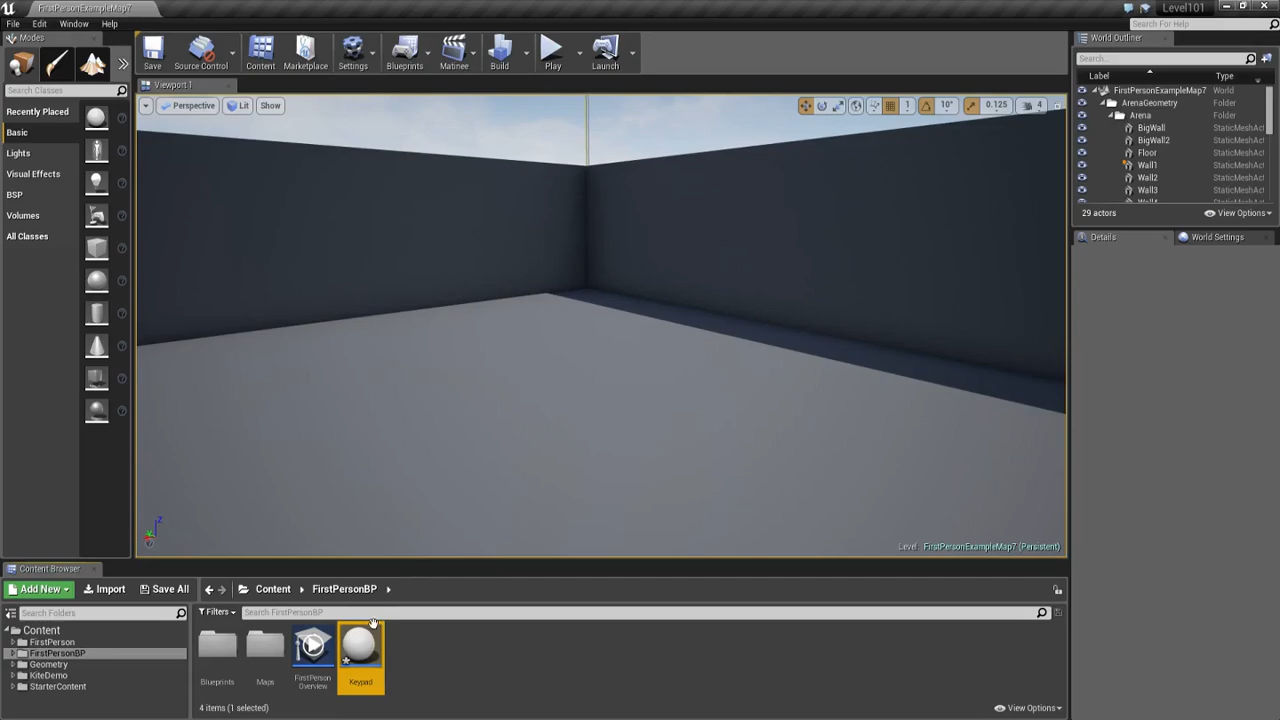 FirstPersonExampleMap7
Level101
File Edit Window Help
Search For Help
Modes
Search Classes
Recently Placed
Basic
Lights
Visual Effects
BSP
Volumes
All Classes
Save
Source Control
Content
Marketplace
Settings
Blueprints
Matinee
Build
Play
Launch
Viewport 1
Perspective
Lit
Show
10°
0.125
4
Level: FirstPersonExampleMap7 (Persistent)
World Outliner
Search...
Label Type
FirstPersonExampleMap7 World
ArenaGeometry Folder
Arena Folder
BigWall StaticMeshAct
BigWall2 StaticMeshAct
Floor StaticMeshAct
Wall1 StaticMeshAct
Wall2 StaticMeshAct
Wall3 StaticMeshAct
29 actors
View Options
Details
World Settings
Content Browser
Add New
Import
Save All
Content
FirstPersonBP
Search Folders
Content
FirstPerson
FirstPersonBP
Geometry
KiteDemo
StarterContent
Filters
Search FirstPersonBP
Blueprints
Maps
FirstPerson
Overview
Keypad
4 items (1 selected)
View Options